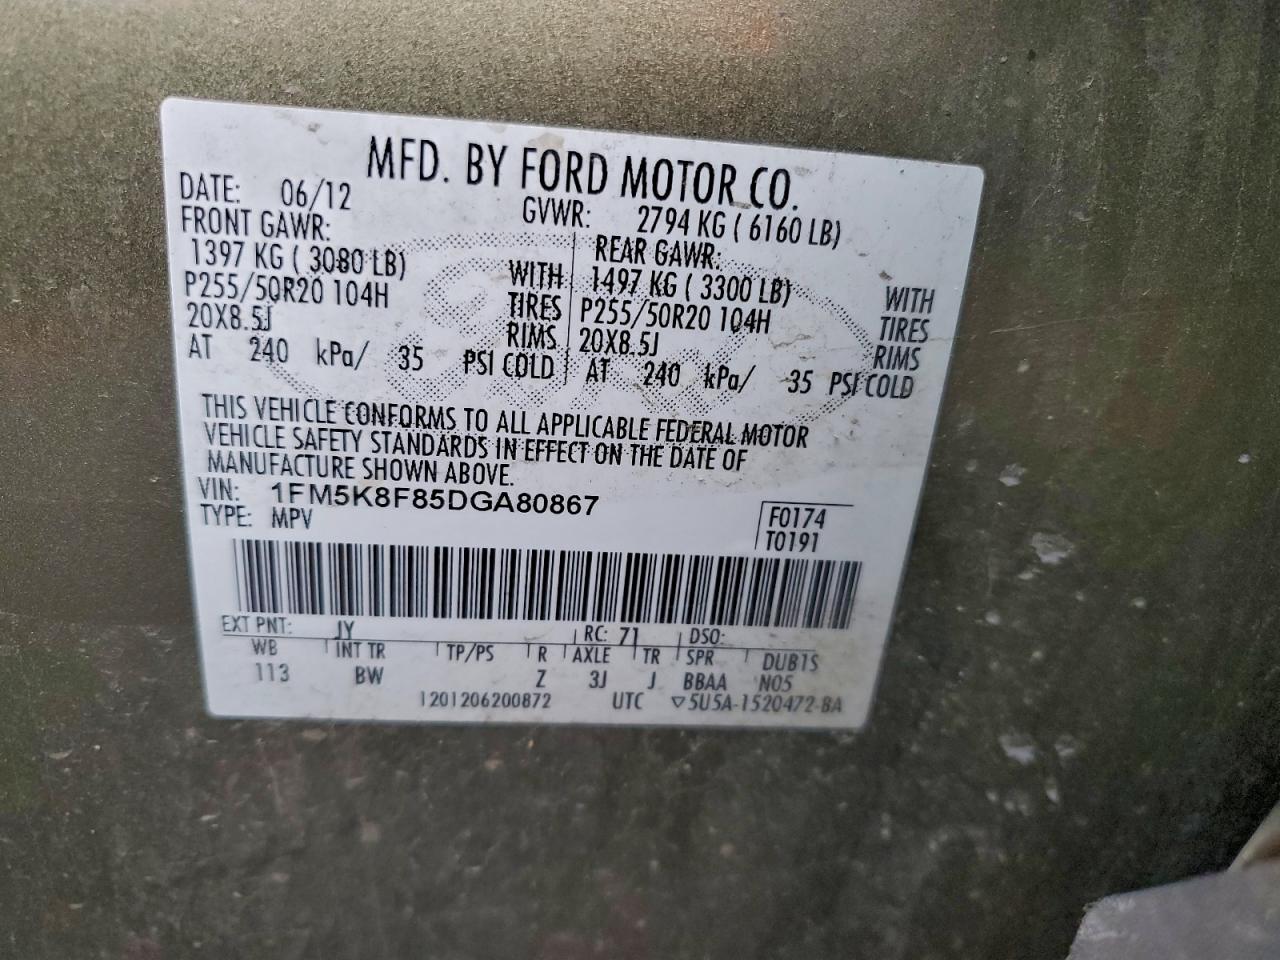 MFD. BY FORD MOTOR CO.
DATE: 06/12 GVWR: 2794 KG ( 6160 LB)
FRONT GAWR: REAR GAWR:
1397 KG ( 3080 LB) WITH 1497 KG ( 3300 LB) WITH
P255/50R20 104H TIRES P255/50R20 104H TIRES
20X8.5J RIMS 20X8.5J RIMS
AT 240 kPa/ 35 PSI COLD AT 240 kPa/ 35 PSI COLD
THIS VEHICLE CONFORMS TO ALL APPLICABLE FEDERAL MOTOR
VEHICLE SAFETY STANDARDS IN EFFECT ON THE DATE OF
MANUFACTURE SHOWN ABOVE.
VIN: 1FM5K8F85DGA80867
TYPE: MPV
F0174
T0191
EXT PNT: JY RC: 71 DSO:
WB INT TR TP/PS R AXLE TR SPR DUB1S
113 BW Z 3J J BBAA N05
1201206200872 UTC ▽5U5A-1520472-BA